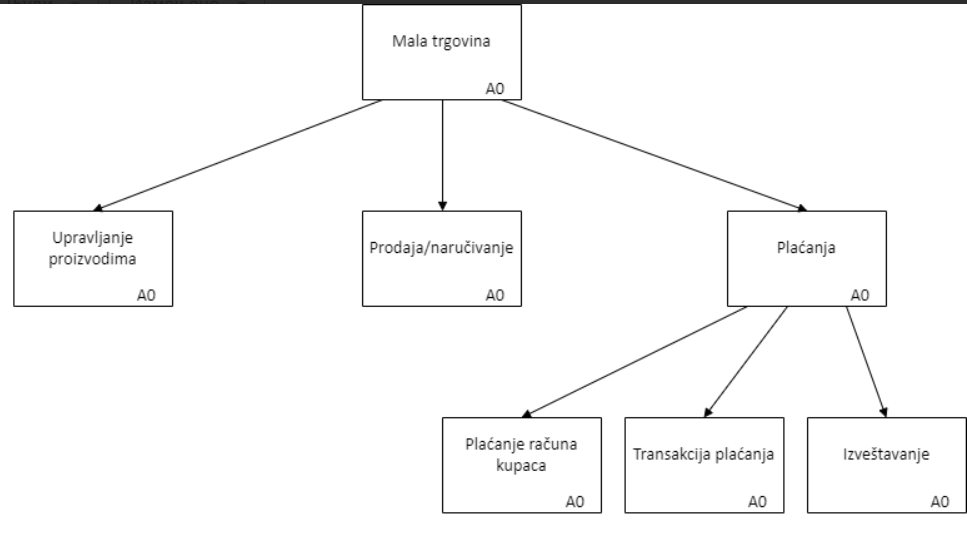 Mala trgovina
A0
Upravljanje
proizvodima
A0
Prodaja/naručivanje
A0
Plaćanja
A0
Plaćanje računa
kupaca
A0
Transakcija plaćanja
A0
Izveštavanje
A0